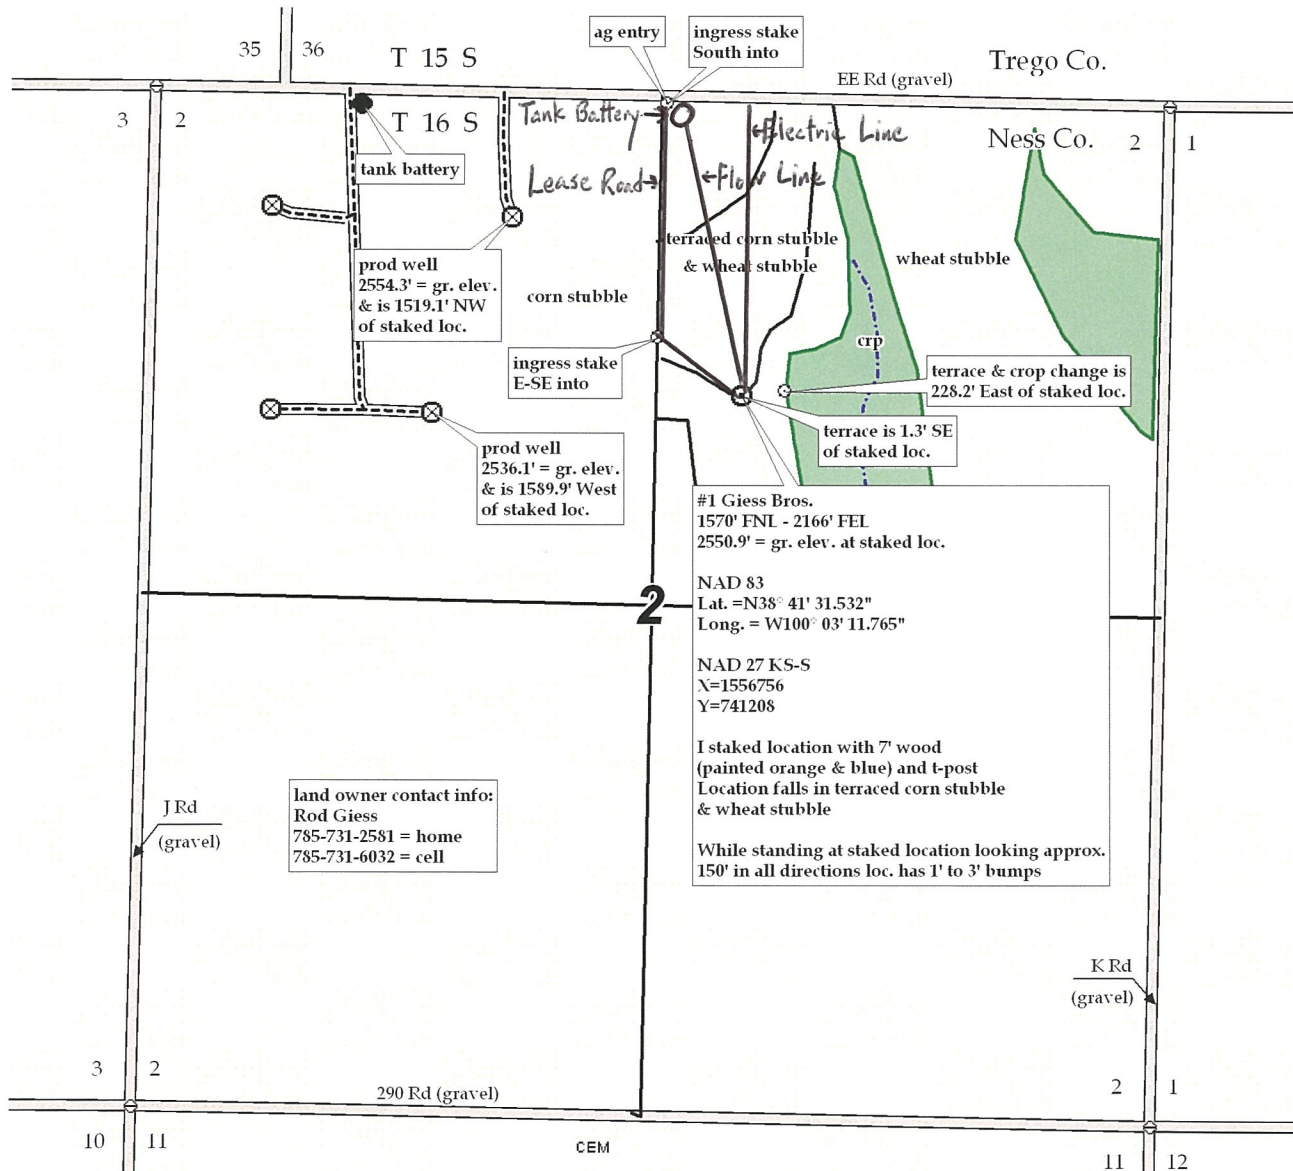 ag entry
ingress stake
South into
35
36
T 15 S
Trego Co.
EE Rd (gravel)
3
2
T 16 S
Tank Battery
Electric Line
Ness Co.
2
1
tank battery
Lease Road
Flow Line
prod well
2554.3' = gr. elev.
& is 1519.1' NW
of staked loc.
terraced corn stubble
& wheat stubble
wheat stubble
corn stubble
crp
ingress stake
E-SE into
terrace & crop change is
228.2' East of staked loc.
terrace is 1.3' SE
of staked loc.
prod well
2536.1' = gr. elev.
& is 1589.9' West
of staked loc.
#1 Giess Bros.
1570' FNL - 2166' FEL
2550.9' = gr. elev. at staked loc.
NAD 83
Lat. =N38° 41' 31.532"
Long. = W100° 03' 11.765"
NAD 27 KS-S
X=1556756
Y=741208
I staked location with 7' wood
(painted orange & blue) and t-post
Location falls in terraced corn stubble
& wheat stubble
While standing at staked location looking approx.
150' in all directions loc. has 1' to 3' bumps
2
land owner contact info:
Rod Giess
785-731-2581 = home
785-731-6032 = cell
J Rd
(gravel)
K Rd
(gravel)
3
2
290 Rd (gravel)
2
1
10
11
CEM
11
12